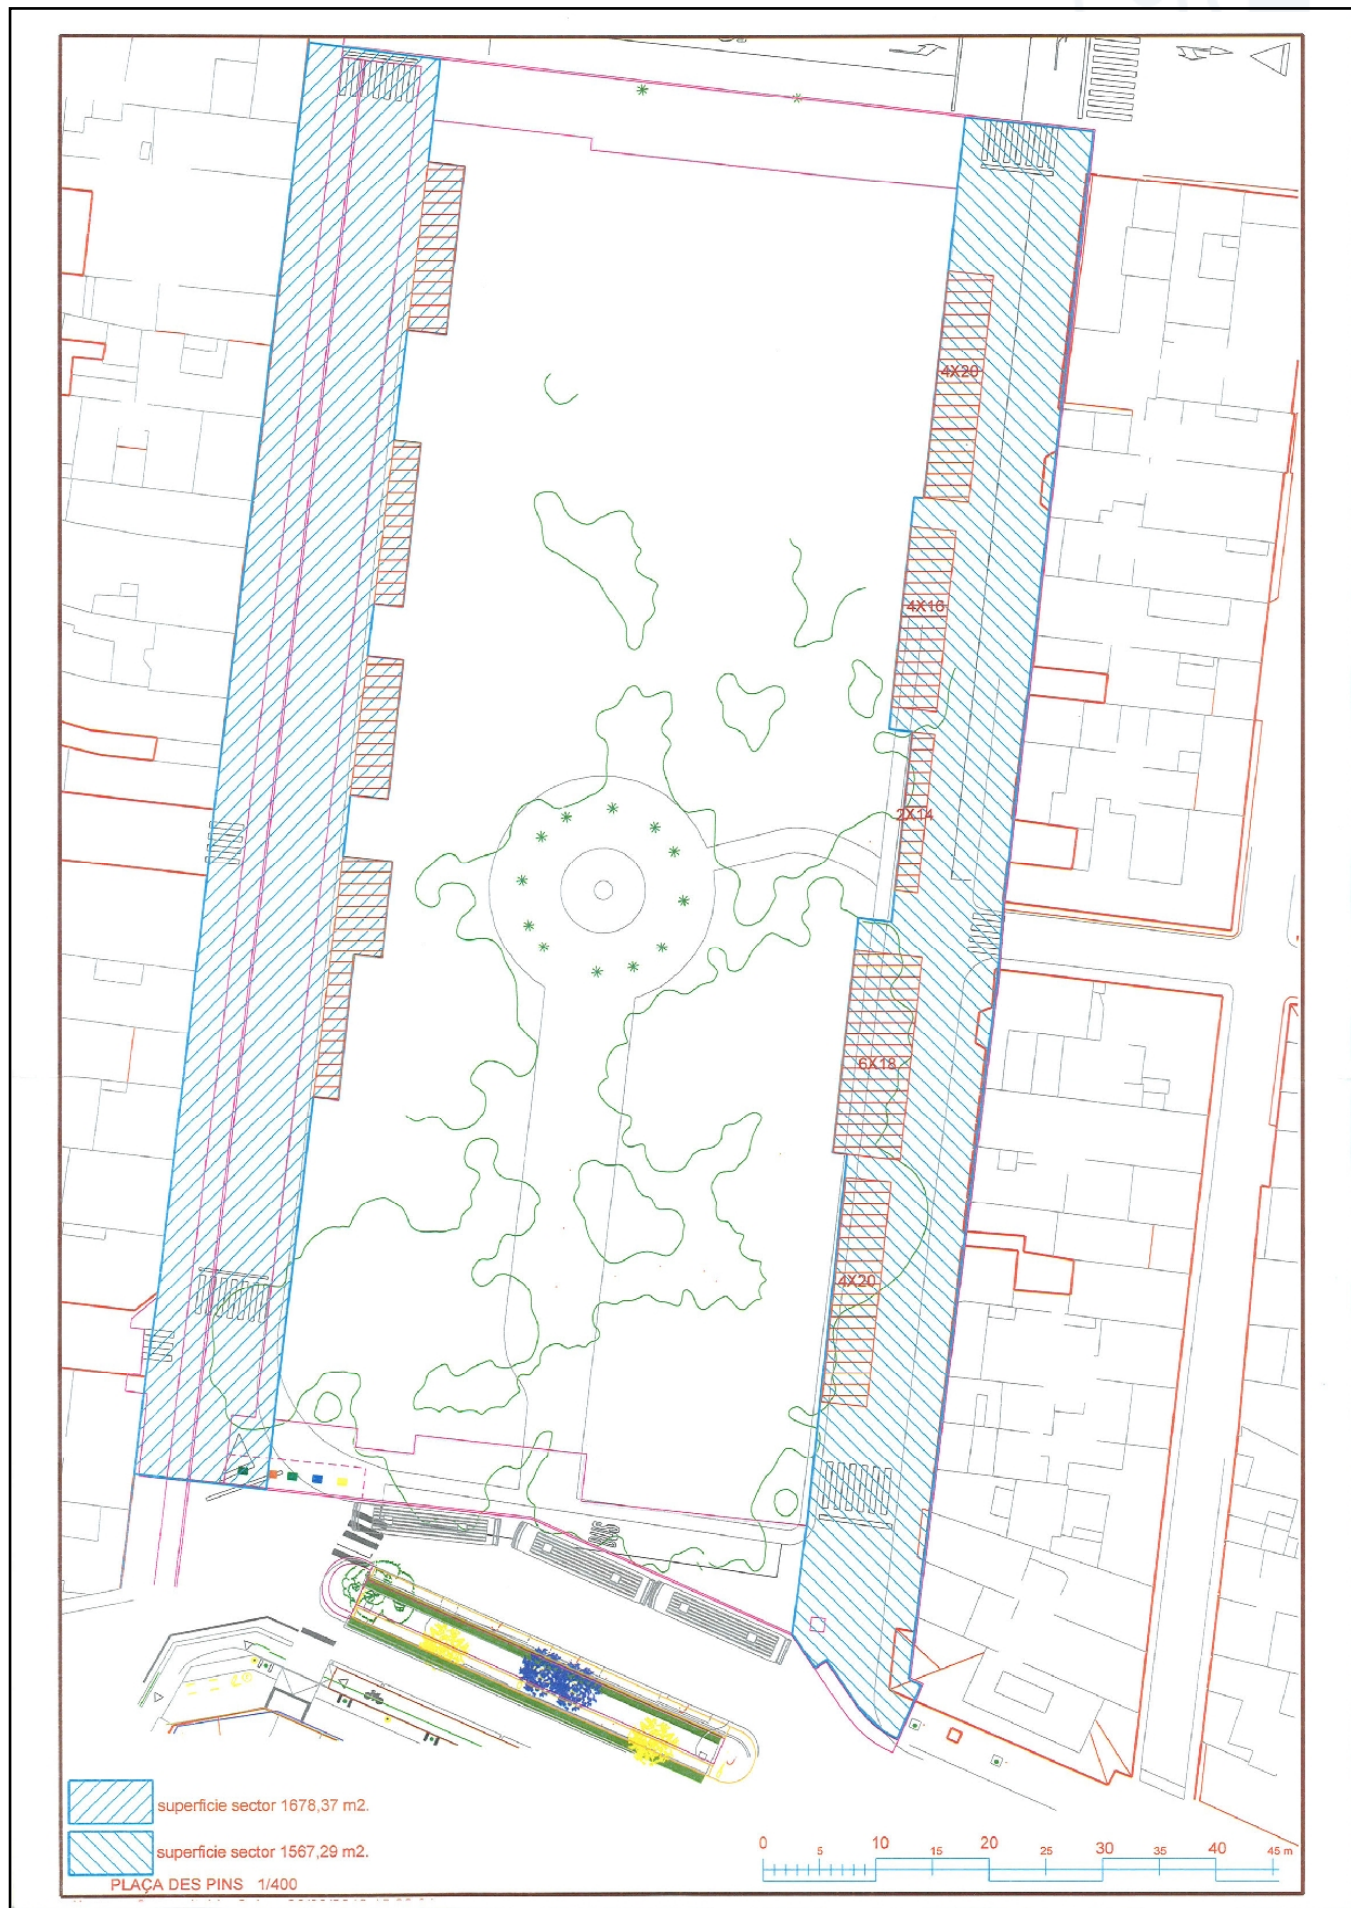 4X20
4X16
2X14
6X18
4X20
superficie sector 1678,37 m2.
superficie sector 1567,29 m2.
PLAÇA DES PINS 1/400
0 5 10 15 20 30 35 40 45 m